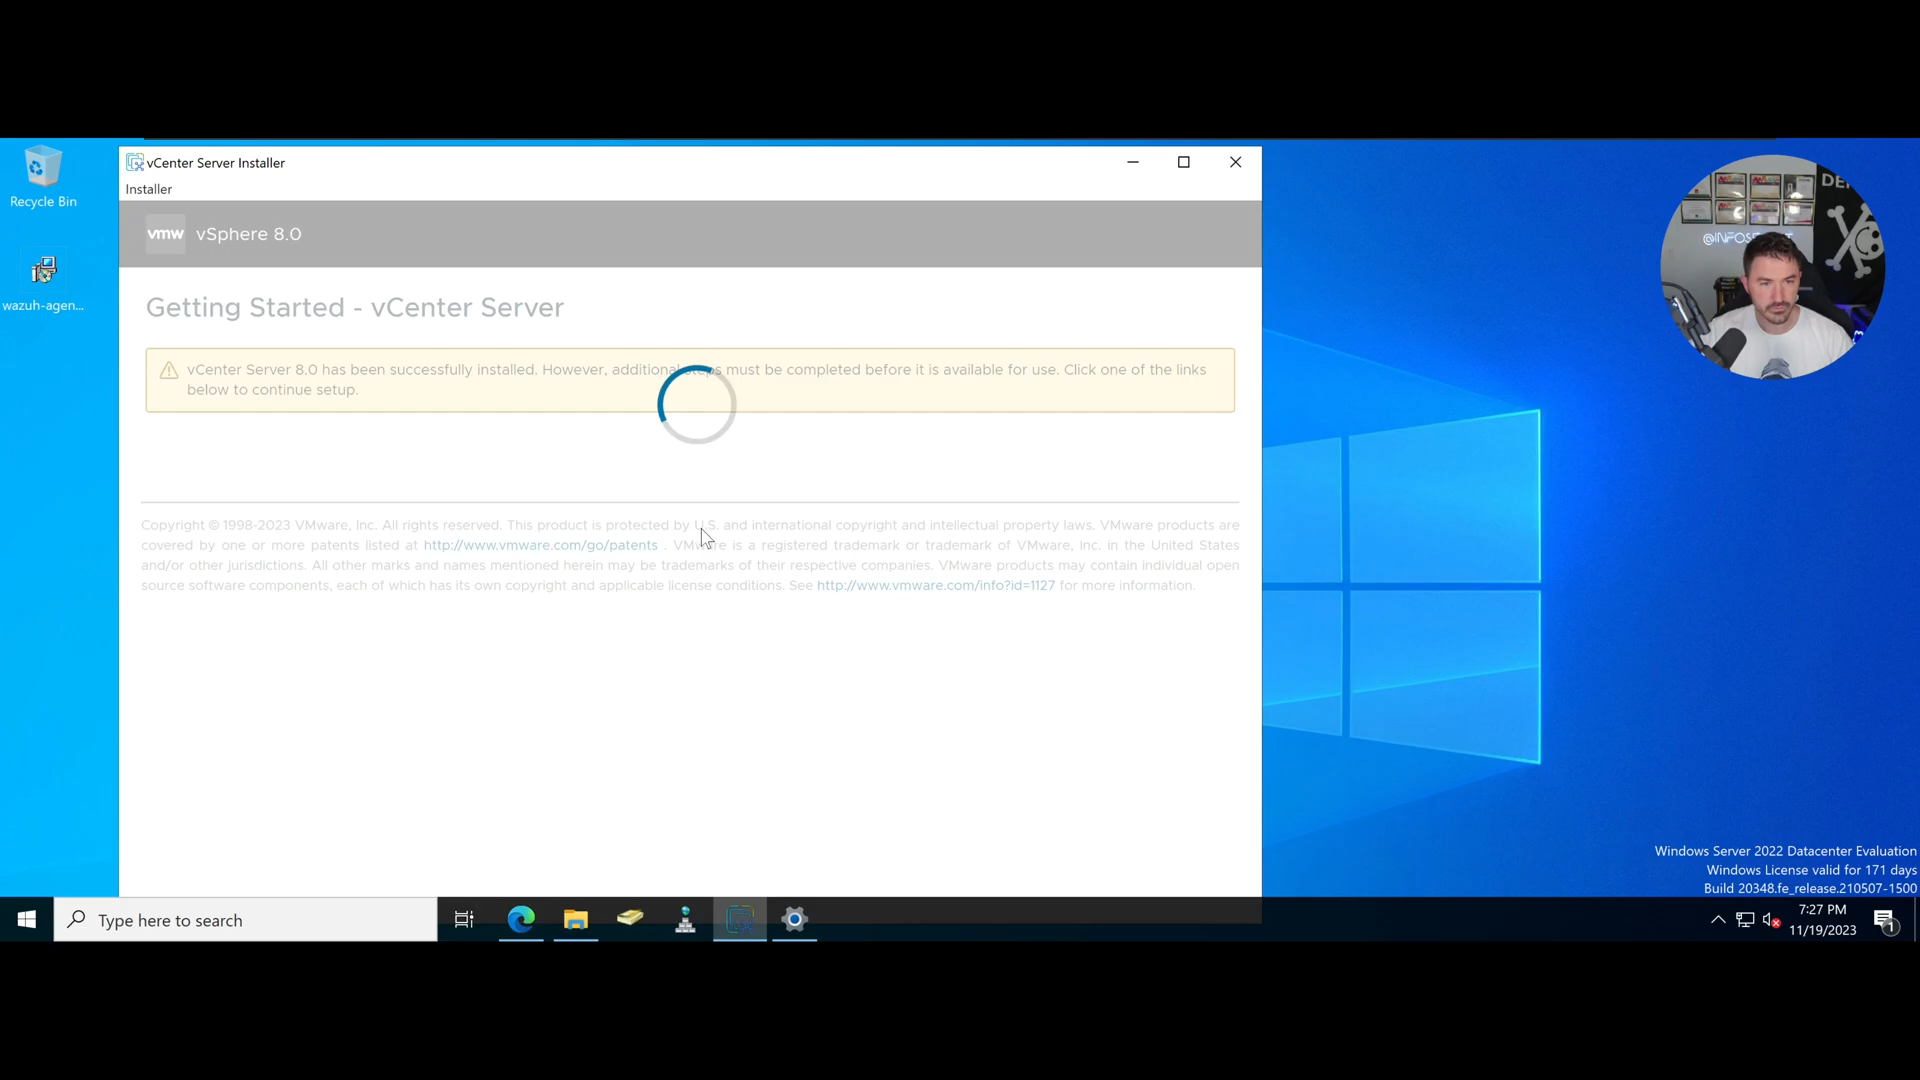 Recycle Bin
wazuh-agen...
vCenter Server Installer
Installer
vmw vSphere 8.0
Getting Started - vCenter Server
vCenter Server 8.0 has been successfully installed. However, additional steps must be completed before it is available for use. Click one of the links
below to continue setup.
Copyright © 1998-2023 VMware, Inc. All rights reserved. This product is protected by U.S. and international copyright and intellectual property laws. VMware products are
covered by one or more patents listed at http://www.vmware.com/go/patents . VMware is a registered trademark or trademark of VMware, Inc. in the United States
and/or other jurisdictions. All other marks and names mentioned herein may be trademarks of their respective companies. VMware products may contain individual open
source software components, each of which has its own copyright and applicable license conditions. See http://www.vmware.com/info?id=1127 for more information.
Windows Server 2022 Datacenter Evaluation
Windows License valid for 171 days
Build 20348.fe_release.210507-1500
Type here to search
7:27 PM
11/19/2023
1